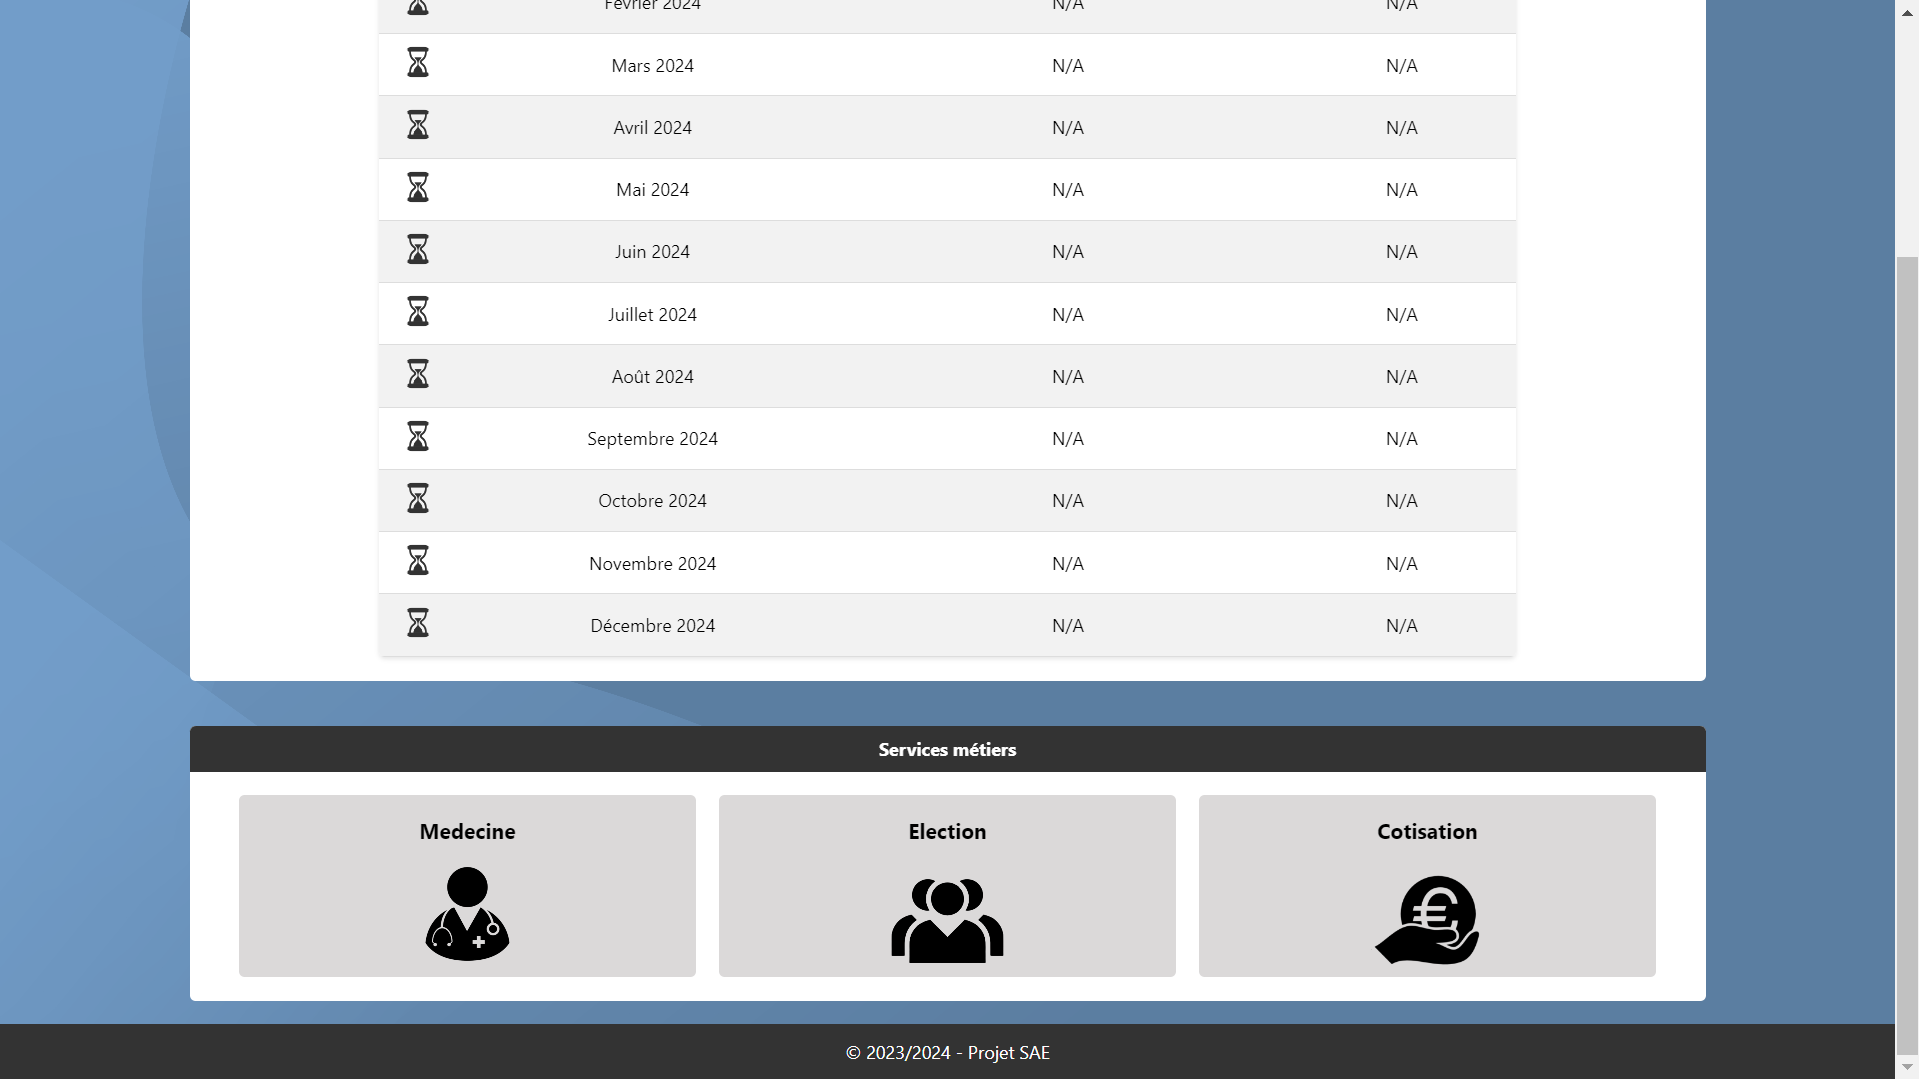 Février 2024 N/A N/A
Mars 2024 N/A N/A
Avril 2024 N/A N/A
Mai 2024 N/A N/A
Juin 2024 N/A N/A
Juillet 2024 N/A N/A
Août 2024 N/A N/A
Septembre 2024 N/A N/A
Octobre 2024 N/A N/A
Novembre 2024 N/A N/A
Décembre 2024 N/A N/A
Services métiers
Medecine Election Cotisation
© 2023/2024 - Projet SAE